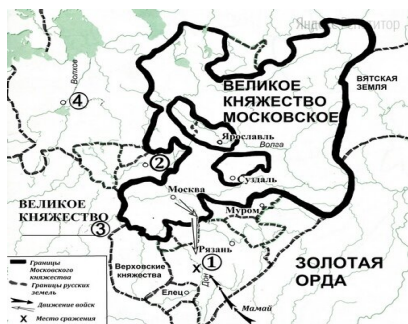 ВЕЛИКОЕ
КНЯЖЕСТВО
МОСКОВСКОЕ
ВЯТСКАЯ
ЗЕМЛЯ
Волхов
④
Ярославль
Волга
②
Суздаль
Москва
ВЕЛИКОЕ
КНЯЖЕСТВО
③
Муром
Рязань
①
Верховские
княжества
Дон
Елец
Мамай
ЗОЛОТАЯ
ОРДА
Границы
Московского
княжества
Границы русских
земель
Движение войск
Место сражения